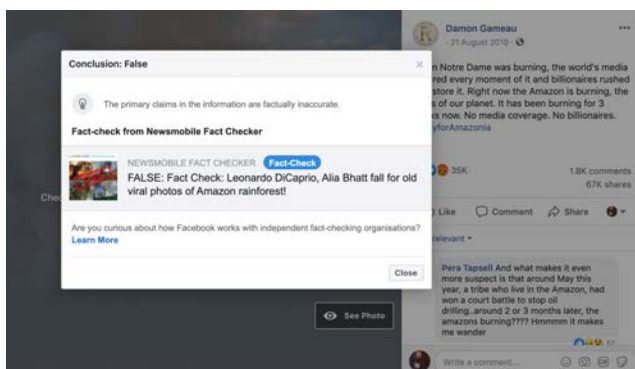 Conclusion: False
×
The primary claims in the information are factually inaccurate.
Fact-check from Newsmobile Fact Checker
NEWSMOBILE FACT CHECKER Fact-Check
FALSE: Fact Check: Leonardo DiCaprio, Alia Bhatt fall for old
viral photos of Amazon rainforest!
Are you curious about how Facebook works with independent fact-checking organisations?
Learn More
Close
Chec
See Photo
Damon Gameau
21 August 2019
n Notre Dame was burning, the world's media
red every moment of it and billionaires rushed
store it. Right now the Amazon is burning, the
s of our planet. It has been burning for 3
s now. No media coverage. No billionaires.
yforAmazonia
35K
1.8K comments
67K shares
Like Comment Share
relevant
Pera Tapsell And what makes it even
more suspect is that around May this
year, a tribe who live in the Amazon, had
won a court battle to stop oil
drilling..around 2 or 3 months later, the
amazons burning???? Hmmmm it makes
me wander
Write a comment...